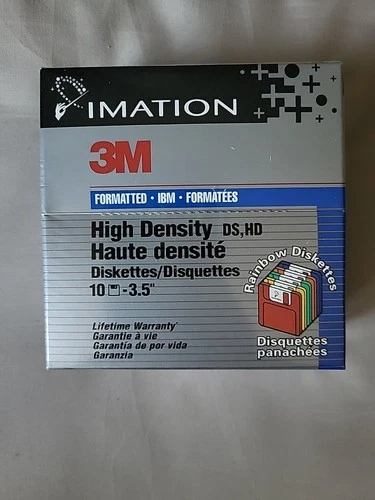 IMATION
3M
FORMATTED • IBM • FORMATÉES
High Density DS,HD
Haute densité
Diskettes/Disquettes
10 -3.5"
Rainbow Diskettes
Disquettes
panachées
Lifetime Warranty*
Garantie à vie
Garantía de por vida
Garanzia